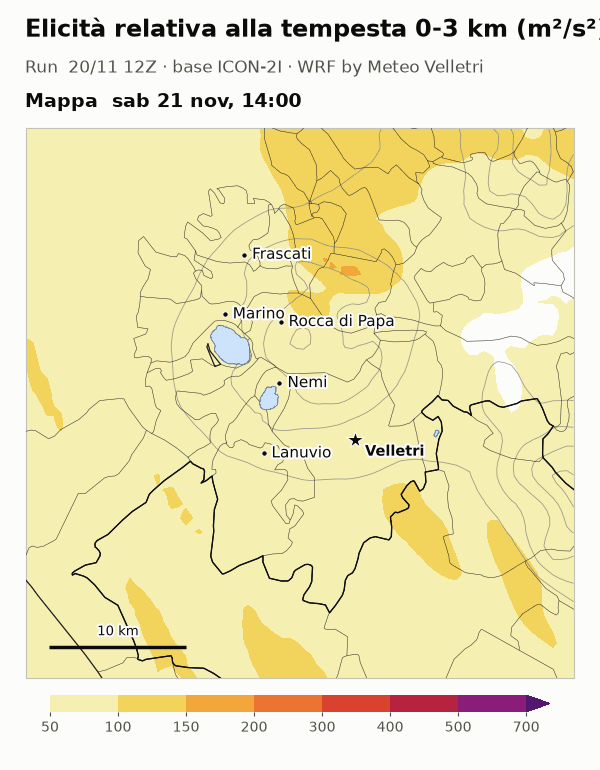 Elicità relativa alla tempesta 0-3 km (m²/s²)
Run 20/11 12Z · base ICON-2I · WRF by Meteo Velletri
Mappa sab 21 nov, 14:00
Frascati
Marino
Rocca di Papa
Nemi
Velletri
Lanuvio
10 km
50 100 150 200 300 400 500 700